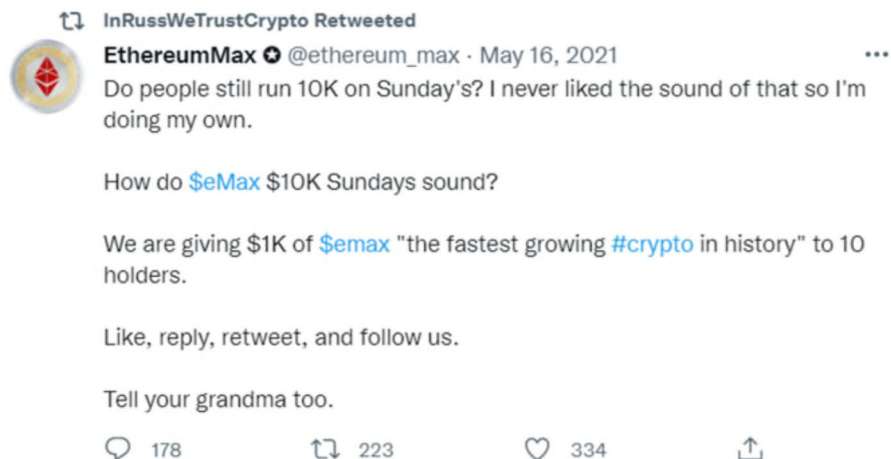 InRussWeTrustCrypto Retweeted
EthereumMax @ethereum_max · May 16, 2021
Do people still run 10K on Sunday's? I never liked the sound of that so I'm
doing my own.
How do $eMax $10K Sundays sound?
We are giving $1K of $emax "the fastest growing #crypto in history" to 10
holders.
Like, reply, retweet, and follow us.
Tell your grandma too.
178 223 334